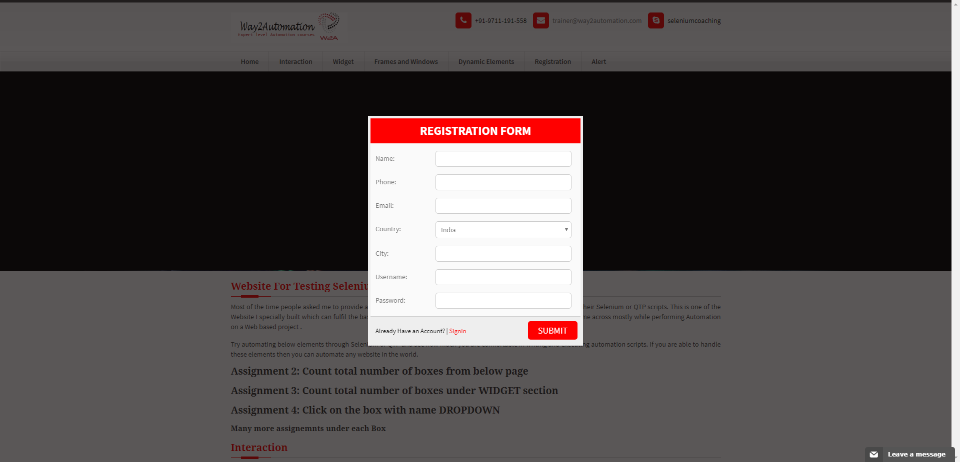 Way2Automation
Way2A
+91-9711-191-558
trainer@way2automation.com
seleniumcoaching
Home
Interaction
Widget
Frames and Windows
Dynamic Elements
Registration
Alert
REGISTRATION FORM
Name:
Phone:
Email:
Country:
India
City:
Username:
Password:
Already Have an Account? | Signin
SUBMIT
Website For Testing Seleniu
Most of the time people asked me to provide a
Selenium or QTP scripts. This is one of the
Website I specially built which can fulfil the ba
across mostly while performing Automation
on a Web based project .
Try automating below elements through Selen
automation scripts. If you are able to handle
these elements then you can automate any website in the world.
Assignment 2: Count total number of boxes from below page
Assignment 3: Count total number of boxes under WIDGET section
Assignment 4: Click on the box with name DROPDOWN
Many more assignemnts under each Box
Interaction
Leave a message